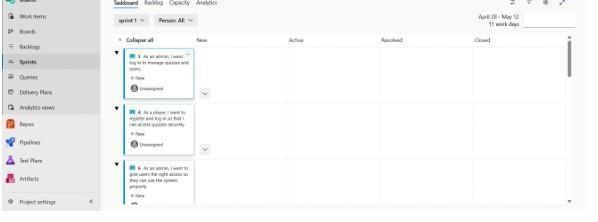 Boards
Taskboard Backlog Capacity Analytics
Work items
sprint 1 Person: All
April 28 - May 12
11 work days
Boards
Backlogs
Collapse all New Active Resolved Closed
Sprints
Queries
Delivery Plans
Analytics views
Repos
Pipelines
Test Plans
Artifacts
Project settings
3 As an admin, I want to
log in to manage quizzes and
users.
+ New
Unassigned
4 As a player, I want to
register and log in so that I
can access quizzes securely.
+ New
Unassigned
6 As an admin, I want to
give users the right access so
they can use the system
properly.
+ New